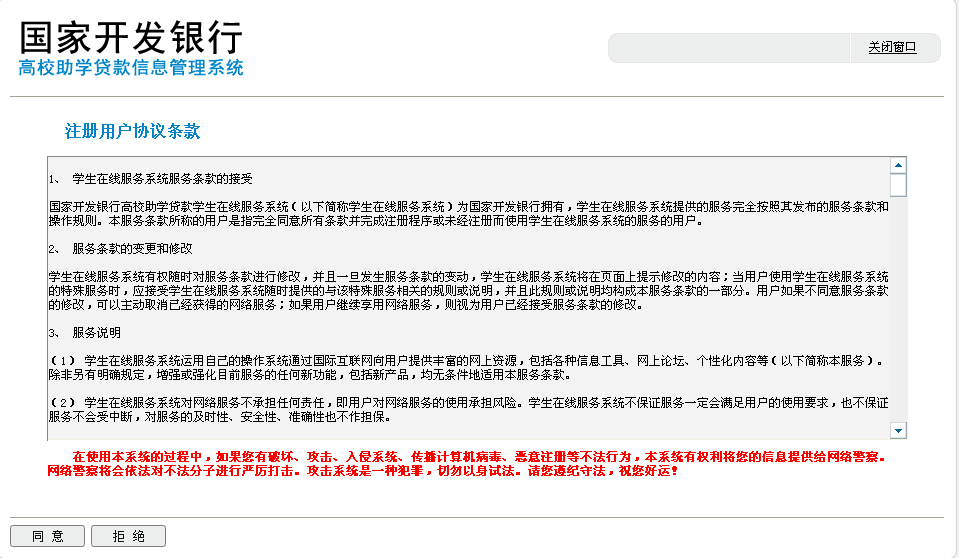 国家开发银行
高校助学贷款信息管理系统
关闭窗口
注册用户协议条款
1、 学生在线服务系统服务条款的接受
国家开发银行高校助学贷款学生在线服务系统（以下简称学生在线系统）为国家开发银行拥有，学生在线服务系统提供的服务完全按照其发布的服务条款和
操作规则。本服务条款所称的用户是指完全同意所有条款并完成注册程序或未经注册而使用学生在线服务系统的服务的用户。
2、 服务条款的变更和修改
学生在线服务系统有权随时对服务条款进行修改，并且一旦发生服务条款的变动，学生在线服务系统将在页面上提示修改的内容；当用户使用学生在线服务系统
的特殊服务时，应接受学生在线服务系统随时提供的与该特殊服务相关的规则或说明，并且此规则或说明均构成本服务条款的一部分。用户如果不同意服务条款
的修改，可以主动取消已经获得的网络服务；如果用户继续享用网络服务，则视为用户已经接受服务条款的修改。
3、 服务说明
（1） 学生在线服务系统运用自己的操作系统通过国际互联网向用户提供丰富的网上资源，包括各种信息工具、网上论坛、个性化内容等（以下简称本服务）。
除非另有明确规定，增强或强化目前服务的任何新功能，包括新产品，均无条件地适用本服务条款。
（2） 学生在线服务系统对网络服务不承担任何责任，即用户对网络服务的使用承担风险。学生在线服务系统不保证服务一定会满足用户的使用要求，也不保证
服务不会受中断，对服务的及时性、安全性、准确性也不作担保。
在使用本系统的过程中，如果您有破坏、攻击、入侵系统、传播计算机病毒、恶意注册等不法行为，本系统有权利将您的信息提供给网络警察。
网络警察将会依法对不法分子进行严厉打击。攻击系统是一种犯罪，切勿以身试法。请您遵纪守法，祝您好运！
同 意
拒 绝